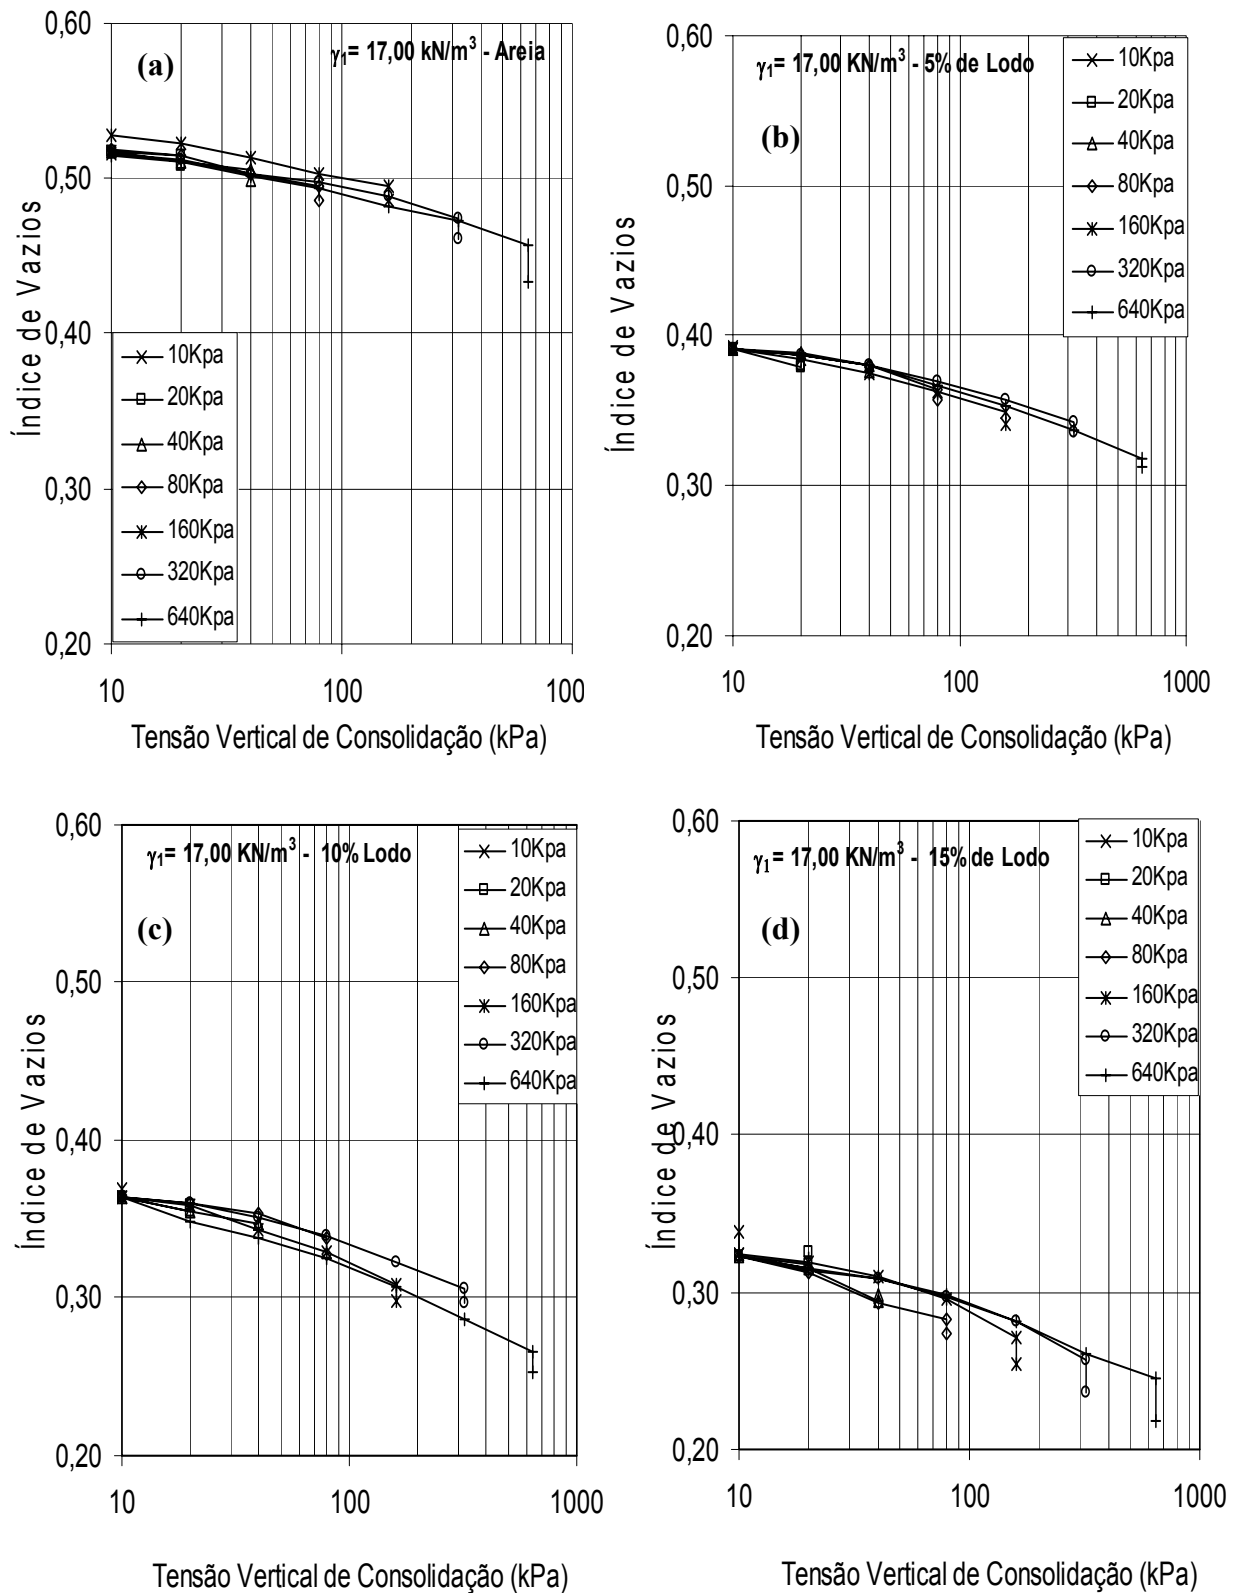 (a)
γ1= 17,00 kN/m³ - Areia
0,60
0,50
0,40
0,30
0,20
Índice de Vazios
10Kpa
20Kpa
40Kpa
80Kpa
160Kpa
320Kpa
640Kpa
10
100
100
Tensão Vertical de Consolidação (kPa)
γ1= 17,00 KN/m³ - 5% de Lodo
(b)
0,60
0,50
0,40
0,30
0,20
Índice de Vazios
10Kpa
20Kpa
40Kpa
80Kpa
160Kpa
320Kpa
640Kpa
10
100
1000
Tensão Vertical de Consolidação (kPa)
γ1= 17,00 KN/m³ - 10% Lodo
(c)
0,60
0,50
0,40
0,30
0,20
Índice de Vazios
10Kpa
20Kpa
40Kpa
80Kpa
160Kpa
320Kpa
640Kpa
10
100
1000
Tensão Vertical de Consolidação (kPa)
γ1= 17,00 KN/m³ - 15% de Lodo
(d)
0,60
0,50
0,40
0,30
0,20
Índice de Vazios
10Kpa
20Kpa
40Kpa
80Kpa
160Kpa
320Kpa
640Kpa
10
100
1000
Tensão Vertical de Consolidação (kPa)